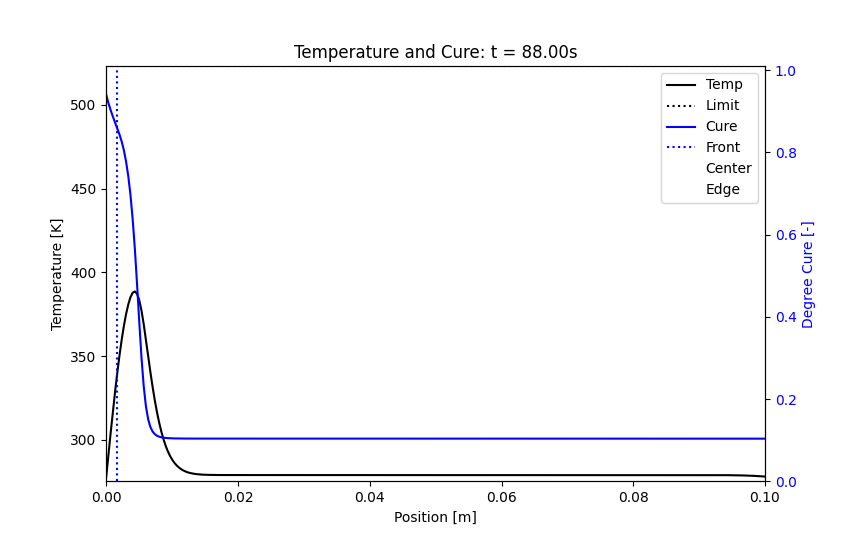 Temperature and Cure: t = 88.00s
500
450
400
350
300
Temperature [K]
1.0
0.8
0.6
0.4
0.2
0.0
Degree Cure [-]
Temp
Limit
Cure
Front
Center
Edge
0.00
0.02
0.04
0.06
0.08
0.10
Position [m]